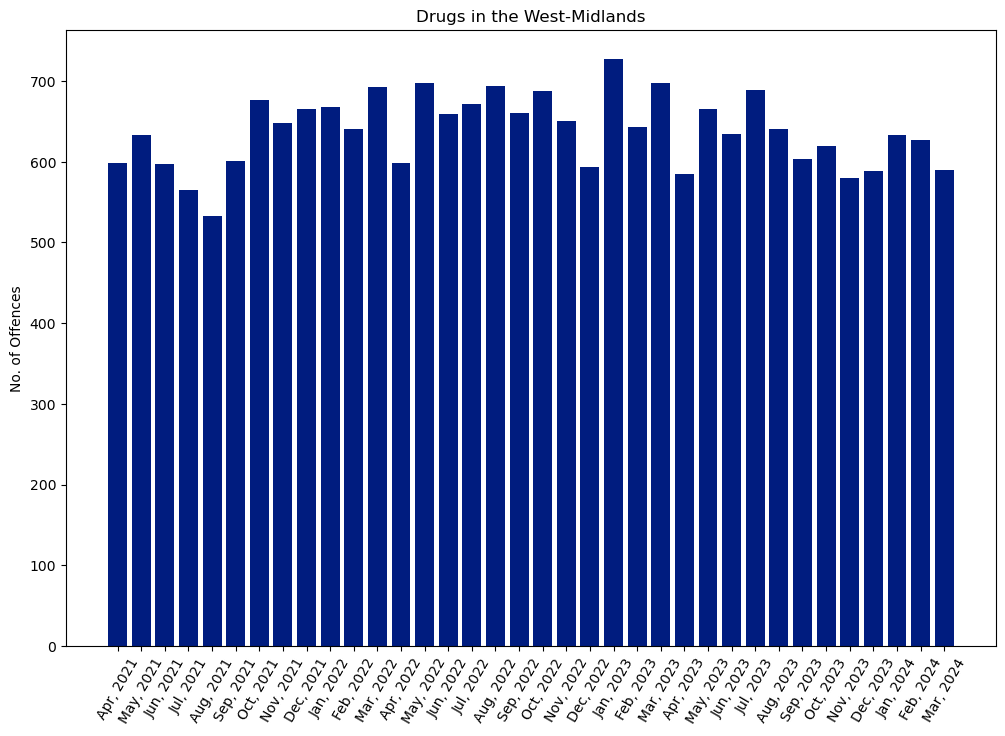 Drugs in the West-Midlands
No. of Offences
700
600
500
400
300
200
100
0
Apr, 2021
May, 2021
Jun, 2021
Jul, 2021
Aug, 2021
Sep, 2021
Oct, 2021
Nov, 2021
Dec, 2021
Jan, 2022
Feb, 2022
Mar, 2022
Apr, 2022
May, 2022
Jun, 2022
Jul, 2022
Aug, 2022
Sep, 2022
Oct, 2022
Nov, 2022
Dec, 2022
Jan, 2023
Feb, 2023
Mar, 2023
Apr, 2023
May, 2023
Jun, 2023
Jul, 2023
Aug, 2023
Sep, 2023
Oct, 2023
Nov, 2023
Dec, 2023
Jan, 2024
Feb, 2024
Mar, 2024